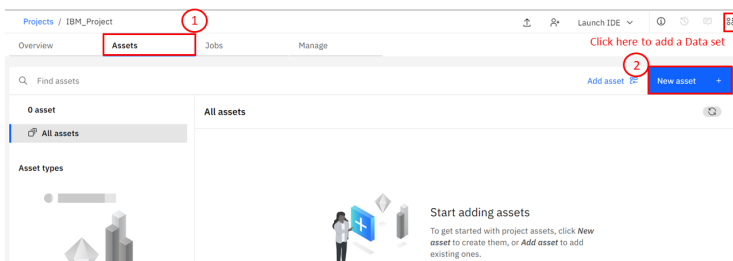 Projects / IBM_Project
1
Launch IDE
Overview
Assets
Jobs
Manage
Click here to add a Data set
2
Find assets
Add asset
New asset +
0 asset
All assets
All assets
Asset types
Start adding assets
To get started with project assets, click New
asset to create them, or Add asset to add
existing ones.